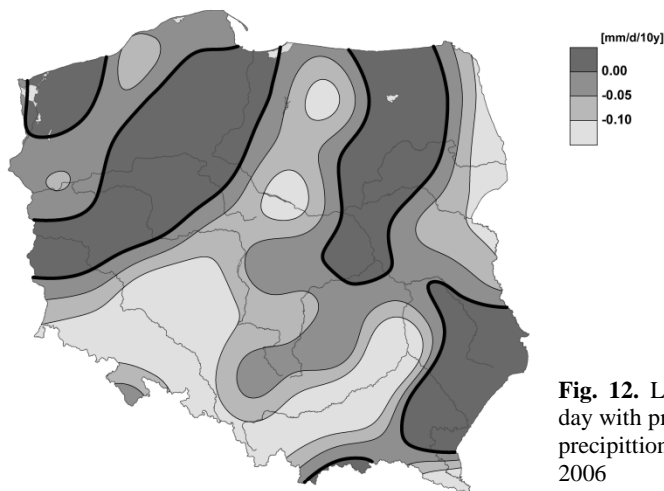 [mm/d/10y]
0.00
-0.05
-0.10
Fig. 12. L
day with pr
precipittion
2006